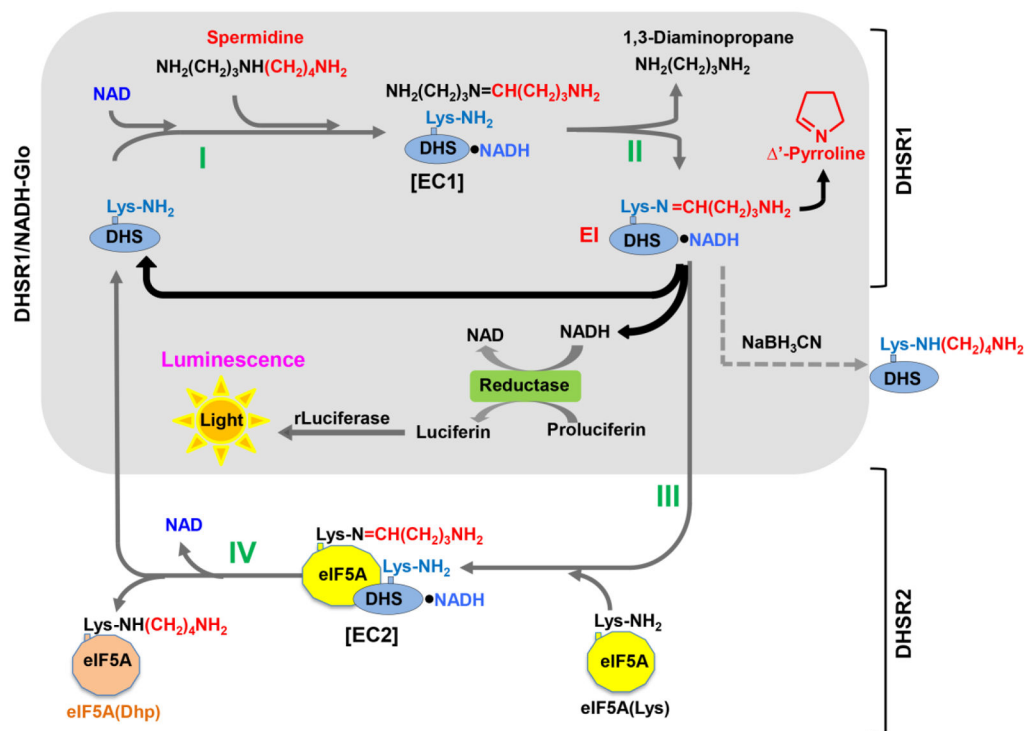 Spermidine
NH₂(CH₂)₃NH(CH₂)₄NH₂
NAD
I
NH₂(CH₂)₃N=CH(CH₂)₃NH₂
Lys-NH₂
DHS •NADH
[EC1]
II
1,3-Diaminopropane
NH₂(CH₂)₃NH₂
N
Δ'-Pyrroline
DHSR1
DHSR1/NADH-Glo
Lys-NH₂
DHS
Lys-N =CH(CH₂)₃NH₂
EI
DHS •NADH
NaBH₃CN
Lys-NH(CH₂)₄NH₂
DHS
NAD
NADH
Reductase
Luminescence
Light
rLuciferase
Luciferin
Proluciferin
III
NAD
IV
Lys-N=CH(CH₂)₃NH₂
eIF5A
Lys-NH₂
DHS •NADH
[EC2]
Lys-NH(CH₂)₄NH₂
eIF5A
eIF5A(Dhp)
Lys-NH₂
eIF5A
eIF5A(Lys)
DHSR2